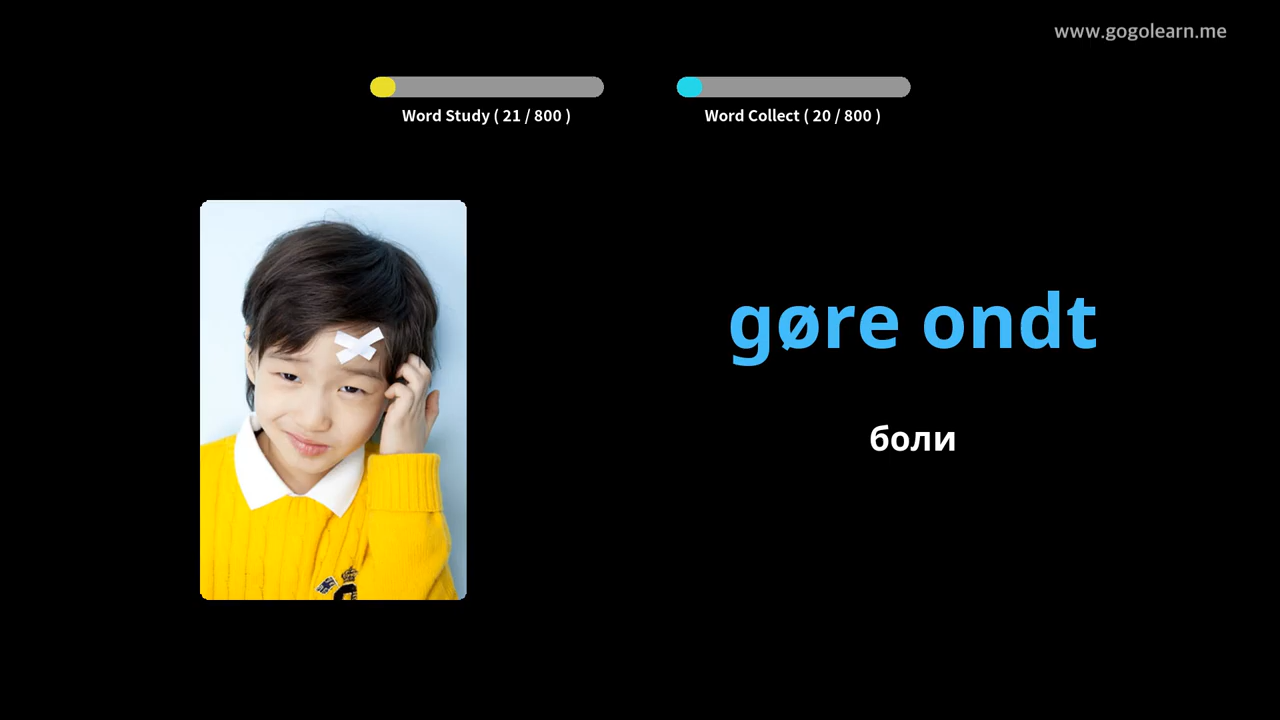 www.gogolearn.me
Word Study ( 21 / 800 )
Word Collect ( 20 / 800 )
gøre ondt
боли